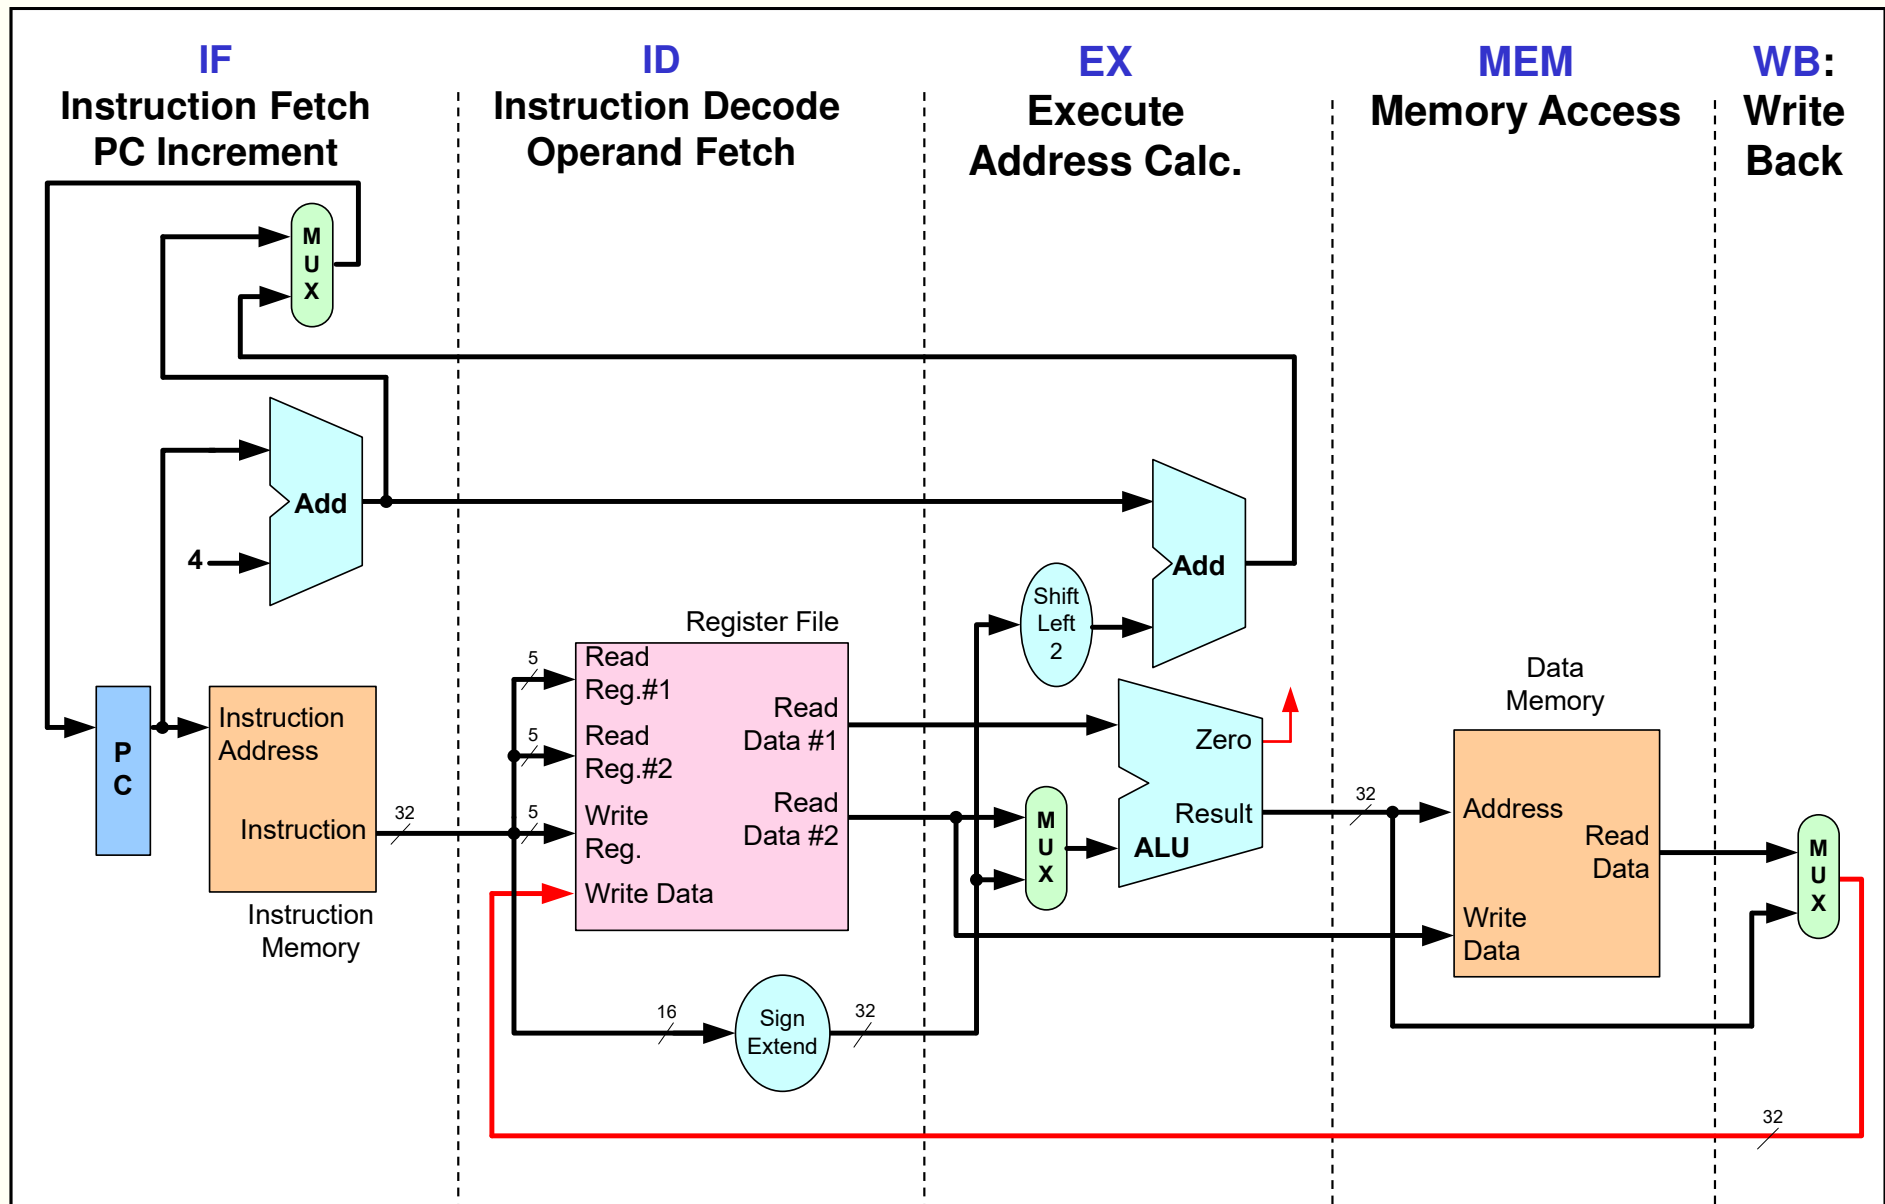 IF
Instruction Fetch
PC Increment
ID
Instruction Decode
Operand Fetch
EX
Execute
Address Calc.
MEM
Memory Access
WB:
Write
Back
M
U
X
Add
4
P
C
Instruction
Address
Instruction
Instruction
Memory
32
Register File
5
Read
Reg.#1
5
Read
Reg.#2
5
Write
Reg.
Write Data
Read
Data #1
Read
Data #2
16
Sign
Extend
32
Shift
Left
2
Add
M
U
X
Zero
Result
ALU
32
Data
Memory
Address
Read
Data
Write
Data
M
U
X
32